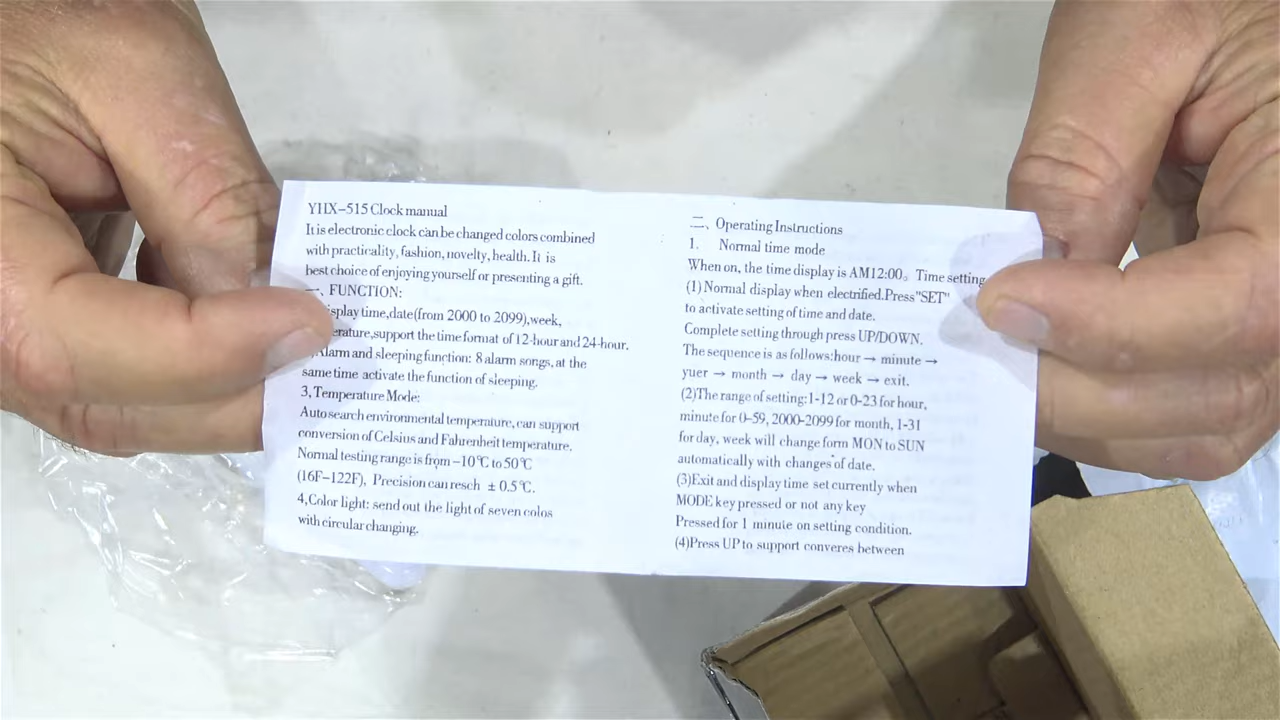 YHX-515 Clock manual
It is electronic clock can be changed colors combined
with practicality, fashion, novelty, health. It is
best choice of enjoying yourself or presenting a gift.
一、FUNCTION:
isplay time,date(from 2000 to 2099),week,
erature,support the time format of 12-hour and 24-hour.
Alarm and sleeping function: 8 alarm songs, at the
same time activate the function of sleeping.
3, Temperature Mode:
Auto search environmental temperature, can support
conversion of Celsius and Fahrenheit temperature.
Normal testing range is from -10℃ to 50℃
(16F-122F), Precision can resch ±0.5℃.
4,Color light: send out the light of seven colos
with circular changing.
二、Operating Instructions
1. Normal time mode
When on, the time display is AM12:00。 Time setting
(1) Normal display when electrified.Press"SET"
to activate setting of time and date.
Complete setting through press UP/DOWN.
The sequence is as follows:hour → minute →
yuer → month → day → week → exit.
(2)The range of setting:1-12 or 0-23 for hour,
minute for 0-59, 2000-2099 for month, 1-31
for day, week will change form MON to SUN
automatically with changes of date.
(3)Exit and display time set currently when
MODE key pressed or not any key
Pressed for 1 minute on setting condition.
(4)Press UP to support converes between